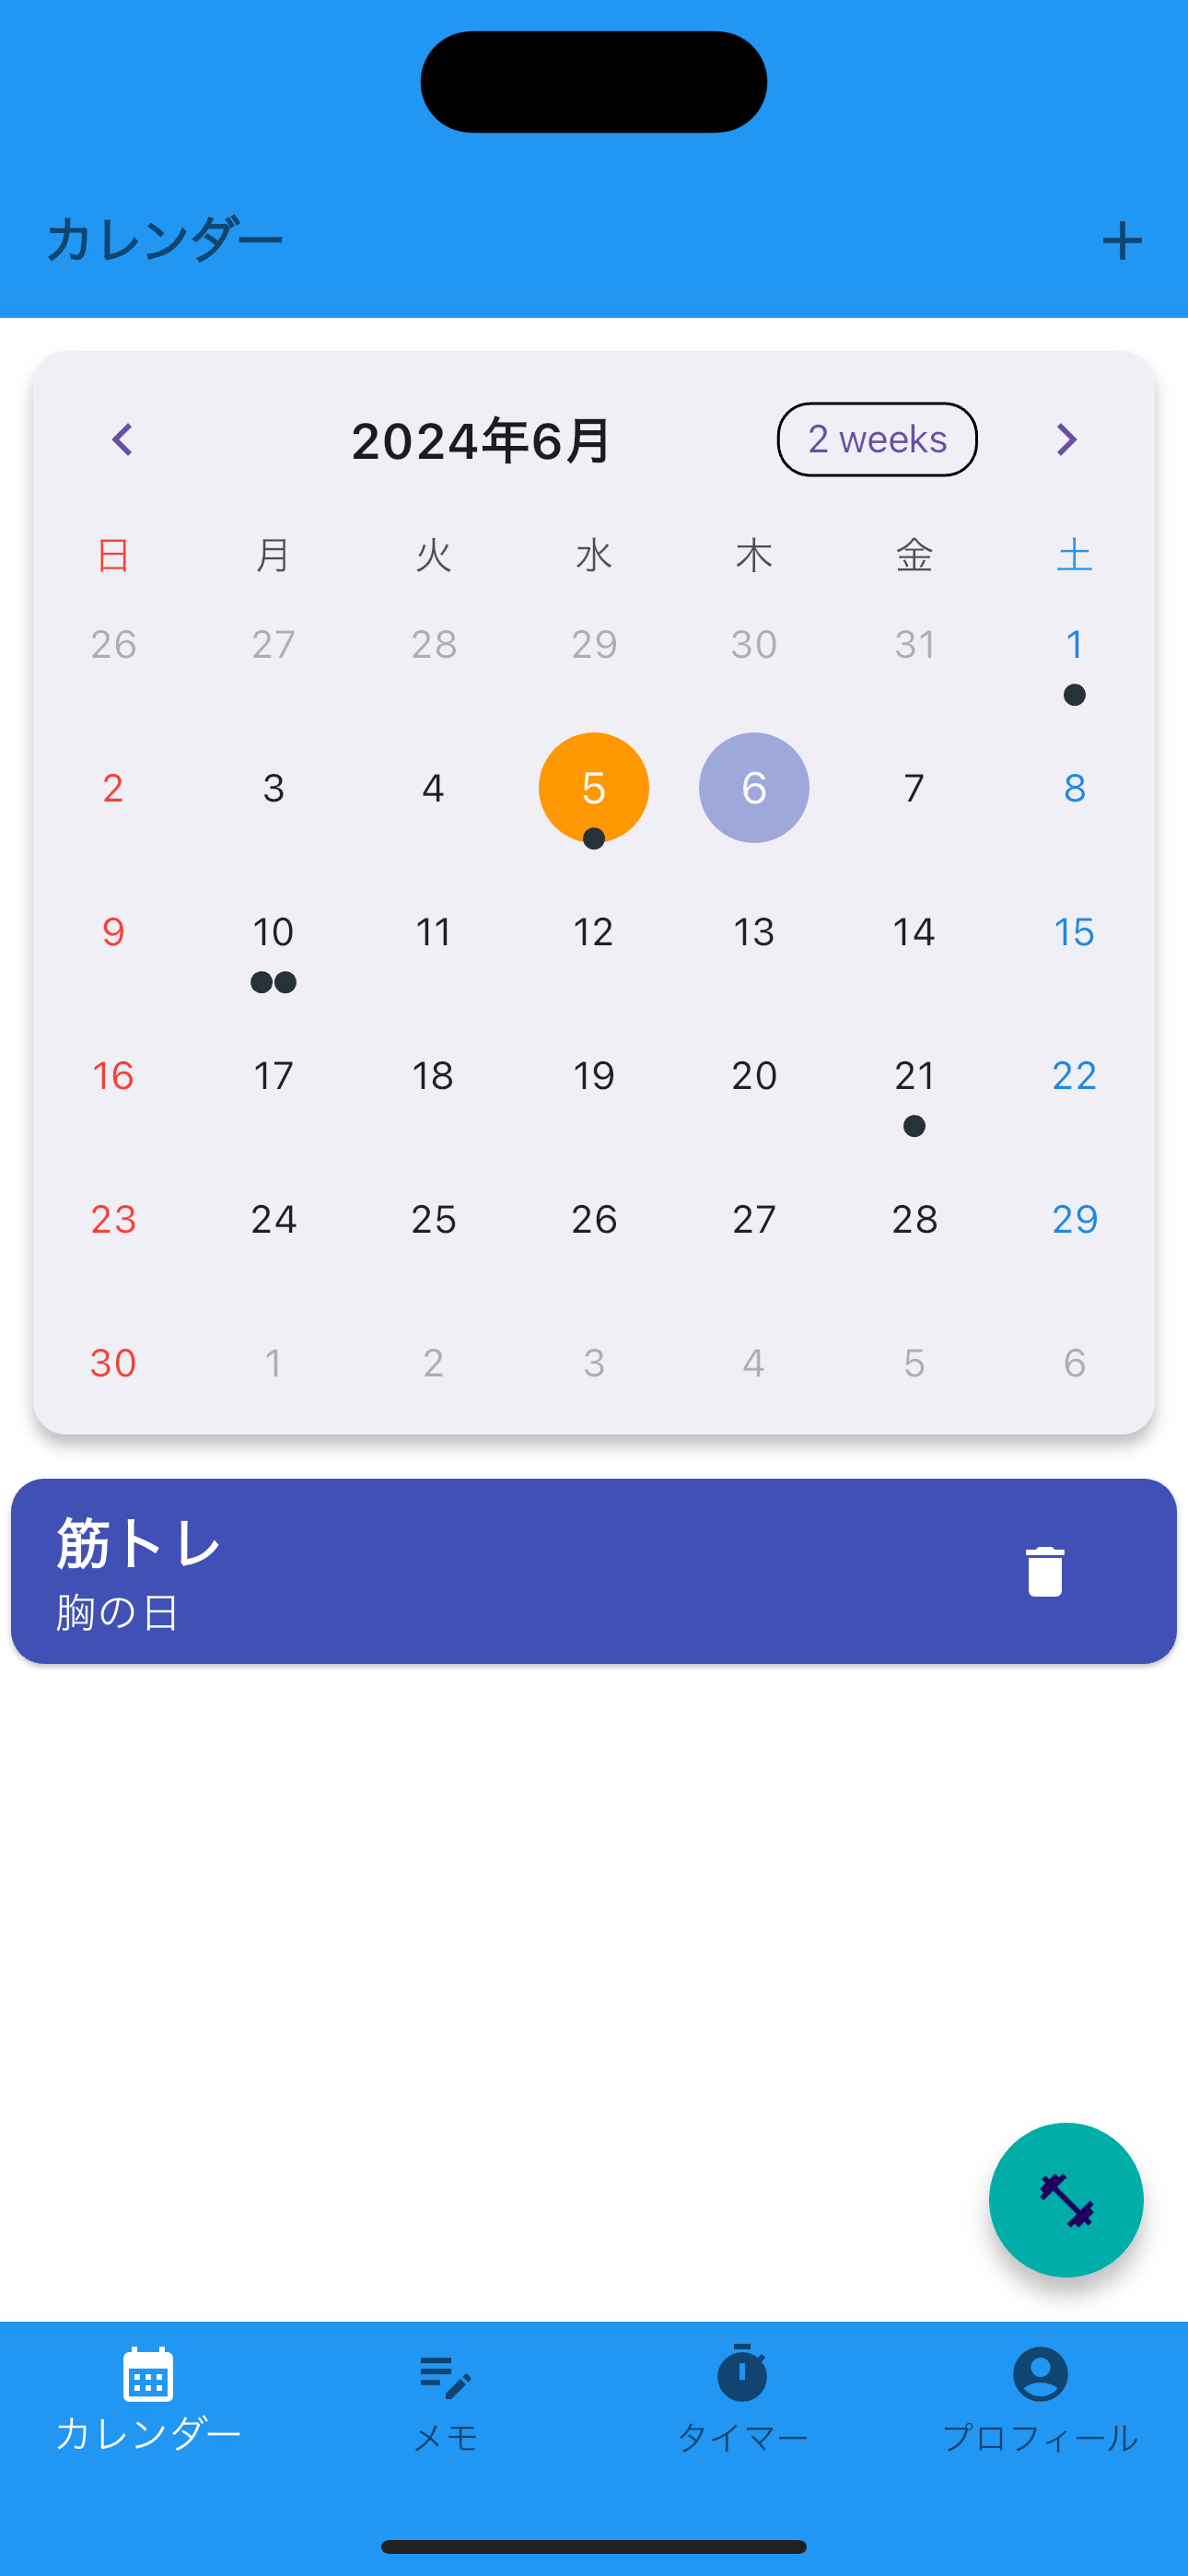 カレンダー
2024年6月 2 weeks
日 月 火 水 木 金 土
26 27 28 29 30 31 1
2 3 4 5 6 7 8
9 10 11 12 13 14 15
16 17 18 19 20 21 22
23 24 25 26 27 28 29
30 1 2 3 4 5 6
筋トレ
胸の日
カレンダー メモ タイマー プロフィール